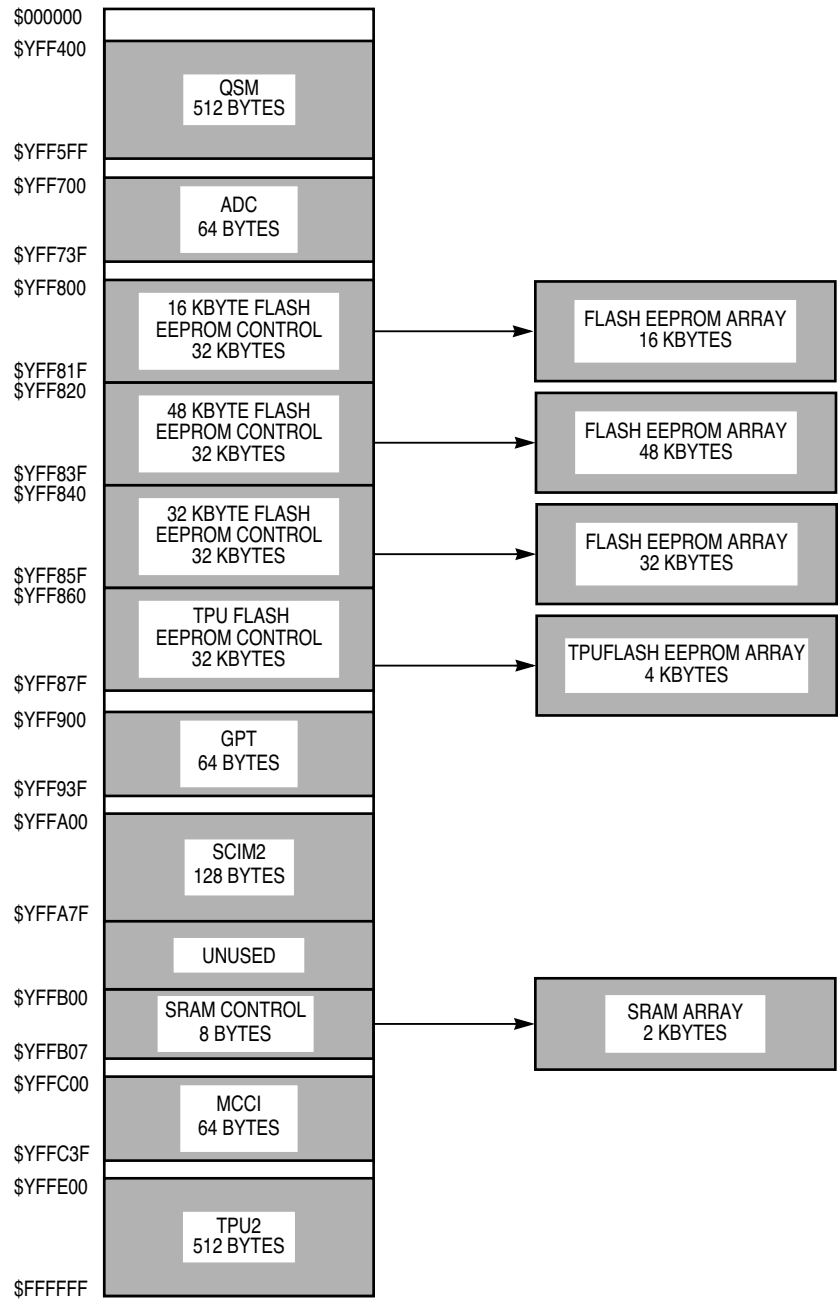 $000000
$YFF400
QSM
512 BYTES
$YFF5FF
$YFF700
ADC
64 BYTES
$YFF73F
$YFF800
16 KBYTE FLASH
EEPROM CONTROL
32 KBYTES
FLASH EEPROM ARRAY
16 KBYTES
$YFF81F
$YFF820
48 KBYTE FLASH
EEPROM CONTROL
32 KBYTES
FLASH EEPROM ARRAY
48 KBYTES
$YFF83F
$YFF840
32 KBYTE FLASH
EEPROM CONTROL
32 KBYTES
FLASH EEPROM ARRAY
32 KBYTES
$YFF85F
$YFF860
TPU FLASH
EEPROM CONTROL
32 KBYTES
TPUFLASH EEPROM ARRAY
4 KBYTES
$YFF87F
$YFF900
GPT
64 BYTES
$YFF93F
$YFFA00
SCIM2
128 BYTES
$YFFA7F
UNUSED
$YFFB00
SRAM CONTROL
8 BYTES
SRAM ARRAY
2 KBYTES
$YFFB07
$YFFC00
MCCI
64 BYTES
$YFFC3F
$YFFE00
TPU2
512 BYTES
$FFFFFF